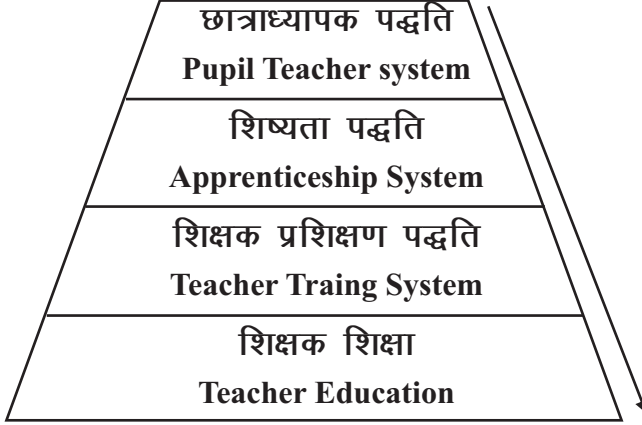 छात्राध्यापक पद्धति
Pupil Teacher system
शिष्यता पद्धति
Apprenticeship System
शिक्षक प्रशिक्षण पद्धति
Teacher Traing System
शिक्षक शिक्षा
Teacher Education